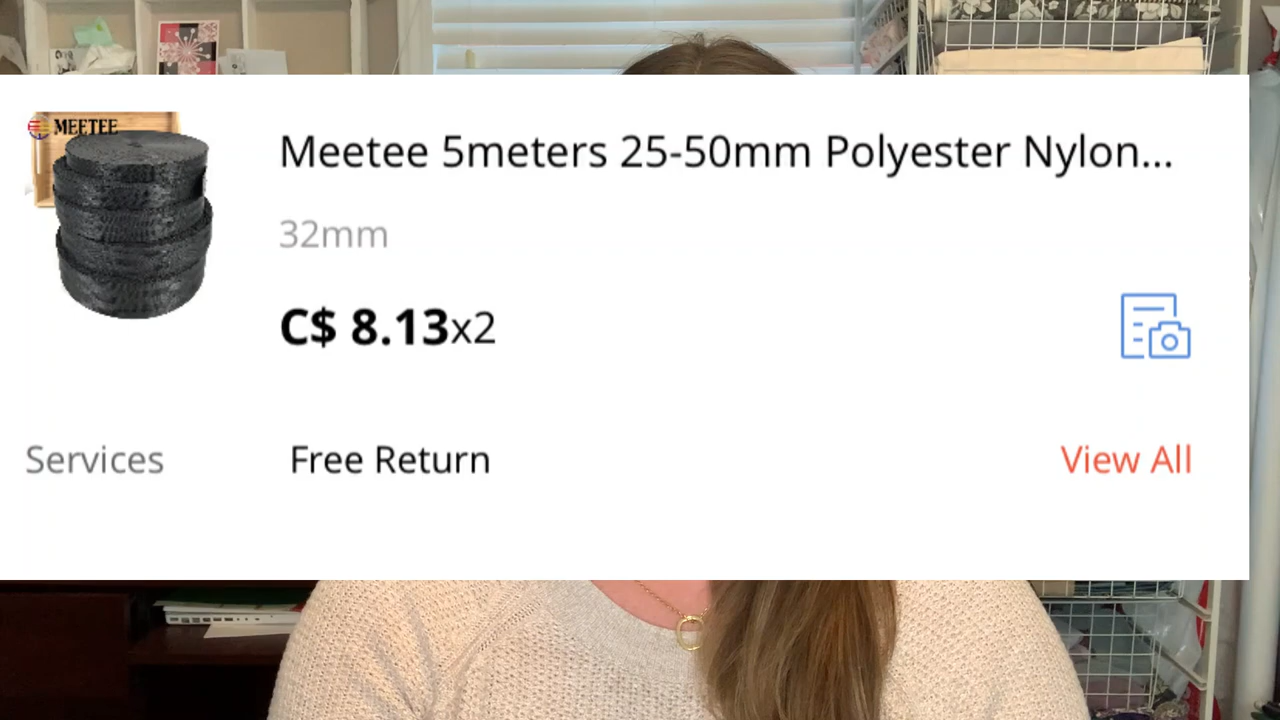 MEETEE
Meetee 5meters 25-50mm Polyester Nylon...
32mm
C$ 8.13x2
Services Free Return View All